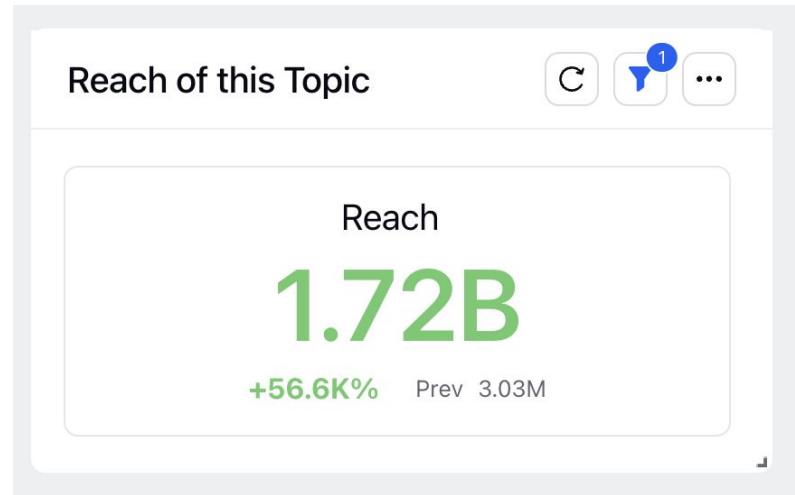 Reach of this Topic
1
Reach
1.72B
+56.6K% Prev 3.03M